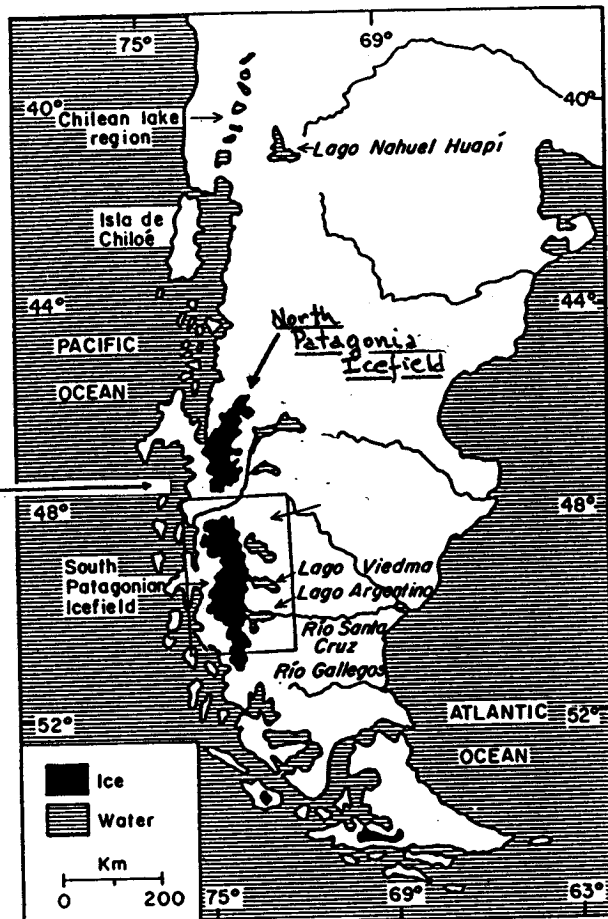 75°
69°
40°
40°
Chilean lake
region
Lago Nahuel Huapí
Isla de
Chiloé
44°
44°
North
Patagonia
Icefield
PACIFIC
OCEAN
48°
48°
South
Patagonian
Icefield
Lago Viedma
Lago Argentino
Río Santa
Cruz
Río Gallegos
52°
ATLANTIC
52°
OCEAN
Ice
Water
Km
0 200
75°
69°
63°